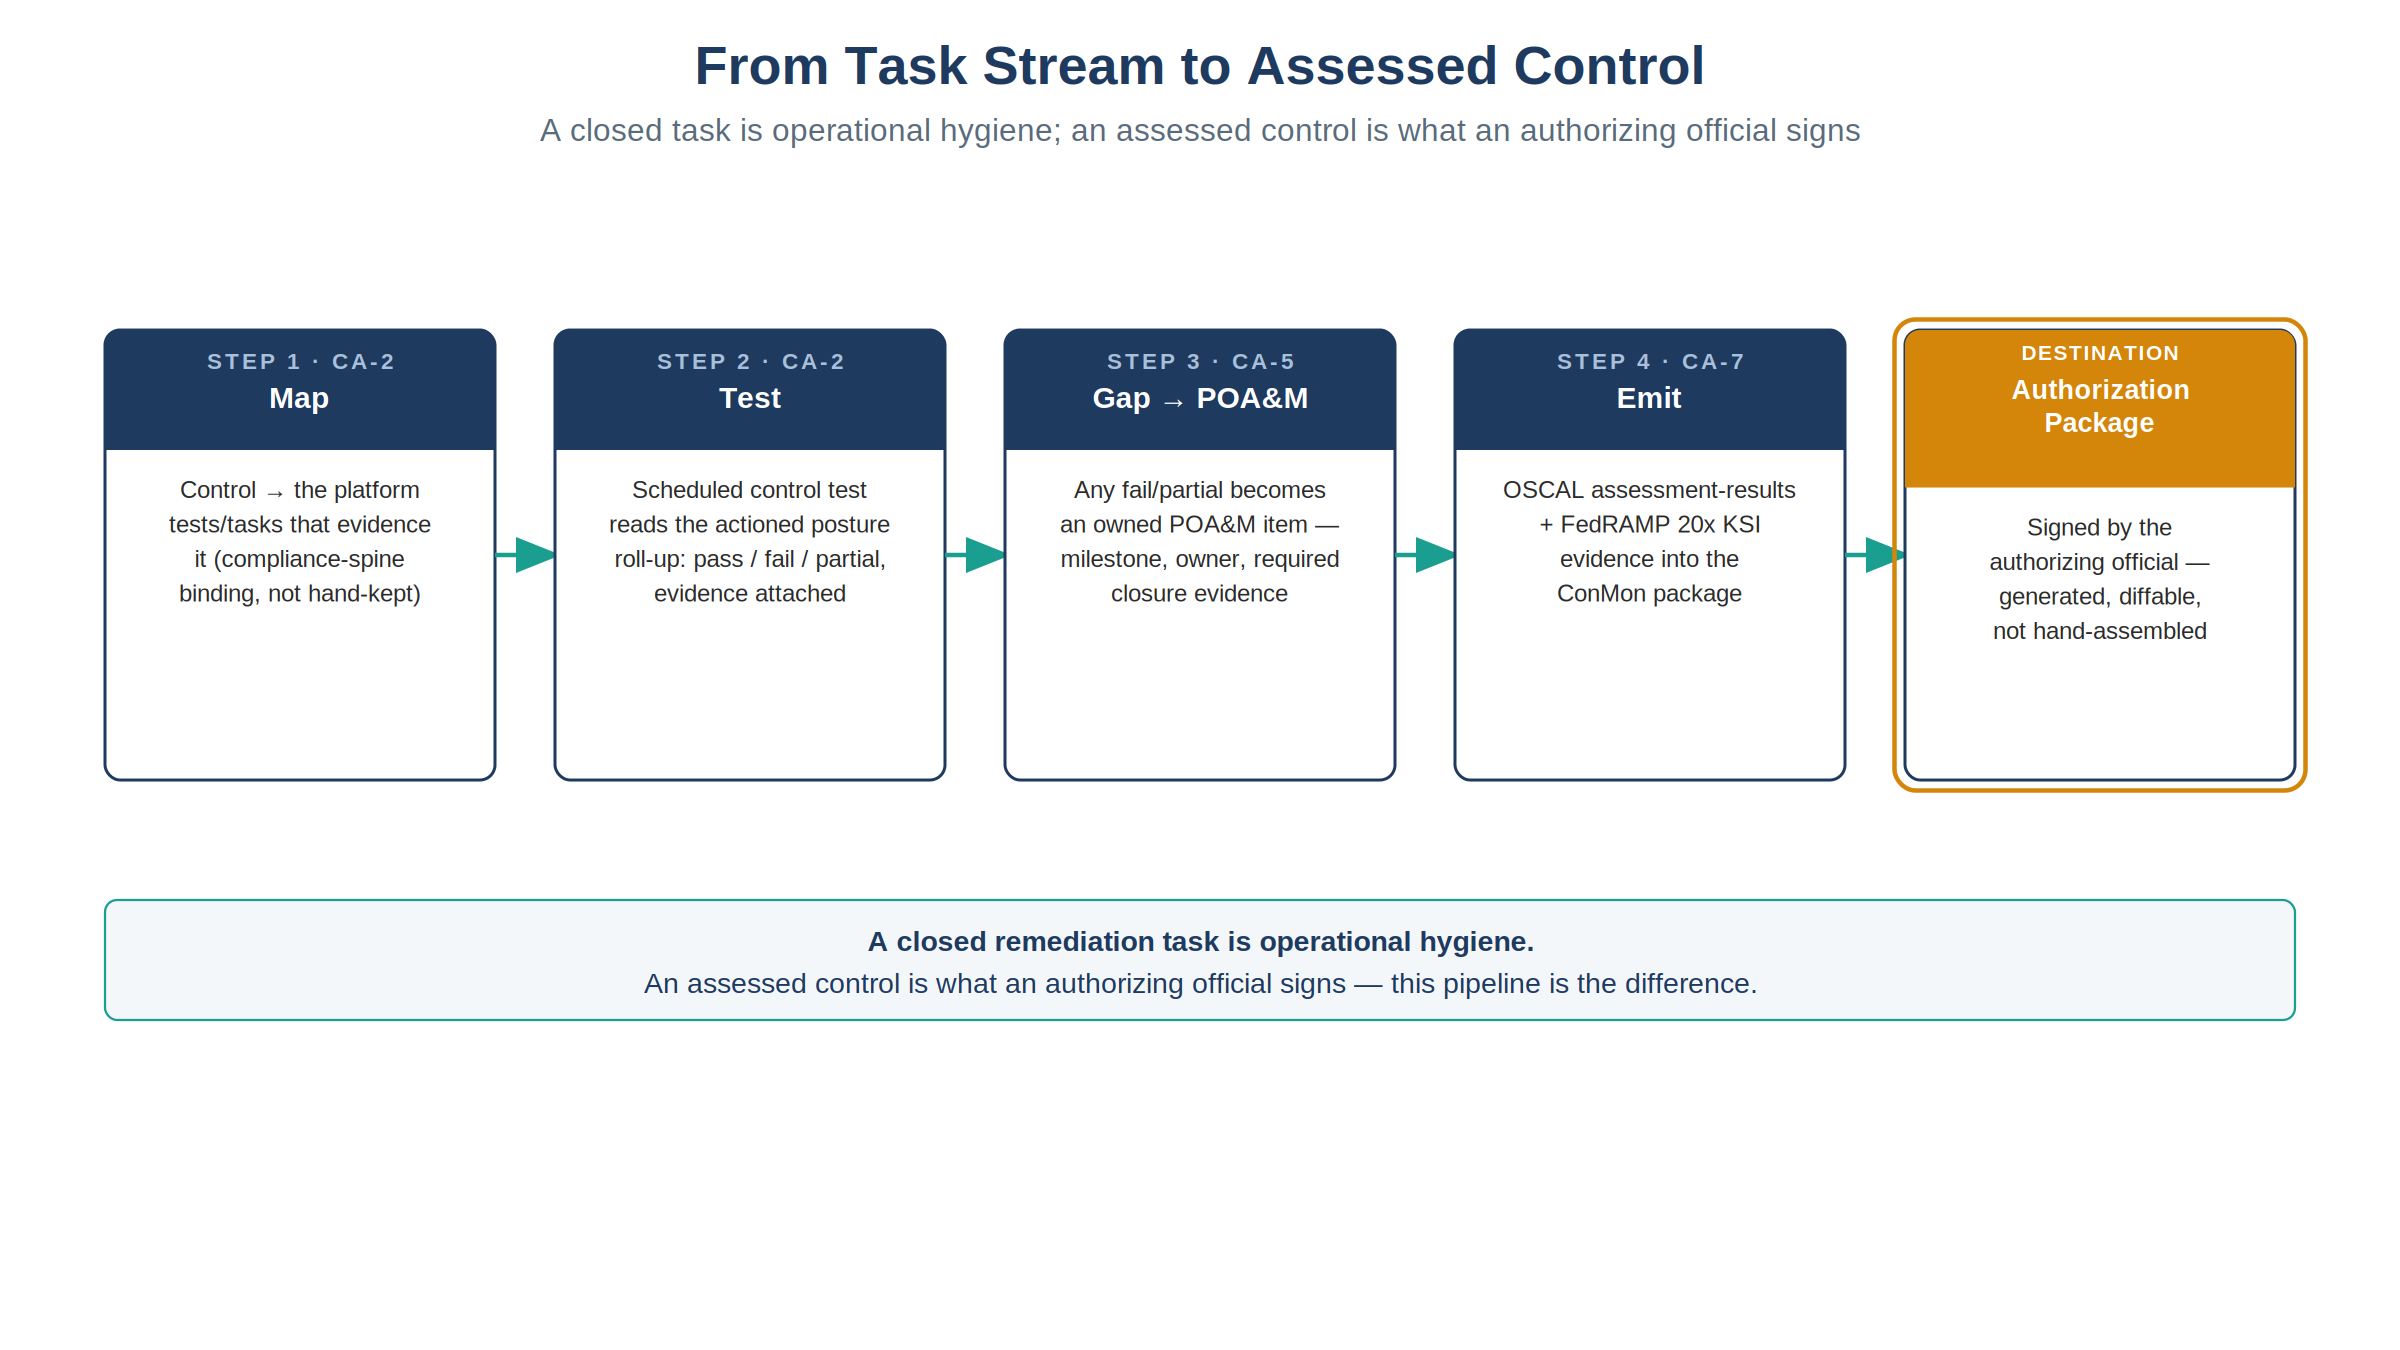 From Task Stream to Assessed Control
A closed task is operational hygiene; an assessed control is what an authorizing official signs
STEP 1 · CA-2
Map
Control → the platform
tests/tasks that evidence
it (compliance-spine
binding, not hand-kept)
STEP 2 · CA-2
Test
Scheduled control test
reads the actioned posture
roll-up: pass / fail / partial,
evidence attached
STEP 3 · CA-5
Gap → POA&M
Any fail/partial becomes
an owned POA&M item —
milestone, owner, required
closure evidence
STEP 4 · CA-7
Emit
OSCAL assessment-results
+ FedRAMP 20x KSI
evidence into the
ConMon package
DESTINATION
Authorization
Package
Signed by the
authorizing official —
generated, diffable,
not hand-assembled
A closed remediation task is operational hygiene.
An assessed control is what an authorizing official signs — this pipeline is the difference.